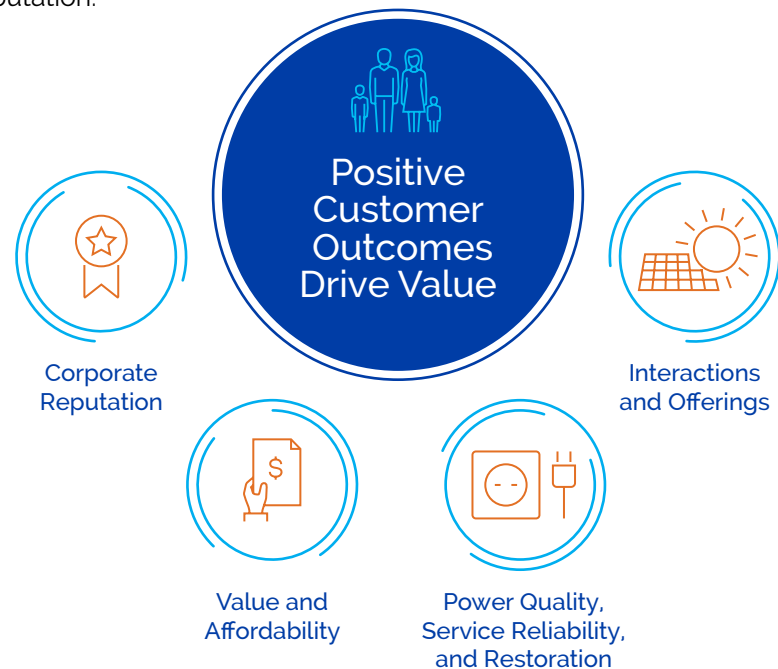 Positive
Customer
Outcomes
Drive Value
Corporate
Reputation
Interactions
and Offerings
$
Value and
Affordability
Power Quality,
Service Reliability,
and Restoration